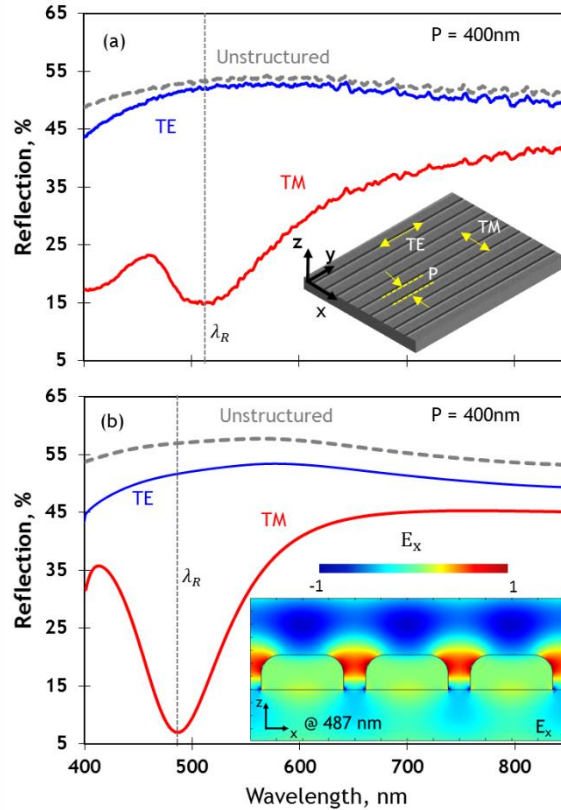 65
(a)
P = 400nm
Unstructured
55
TE
45
Reflection, %
35
TM
25
TE
TM
z
y
P
x
15
λR
5
65
(b)
Unstructured
P = 400nm
55
TE
45
TM
Ex
Reflection, %
λR
35
-1
1
25
15
z
x
@ 487 nm
Ex
5
400
500
600
700
800
Wavelength, nm